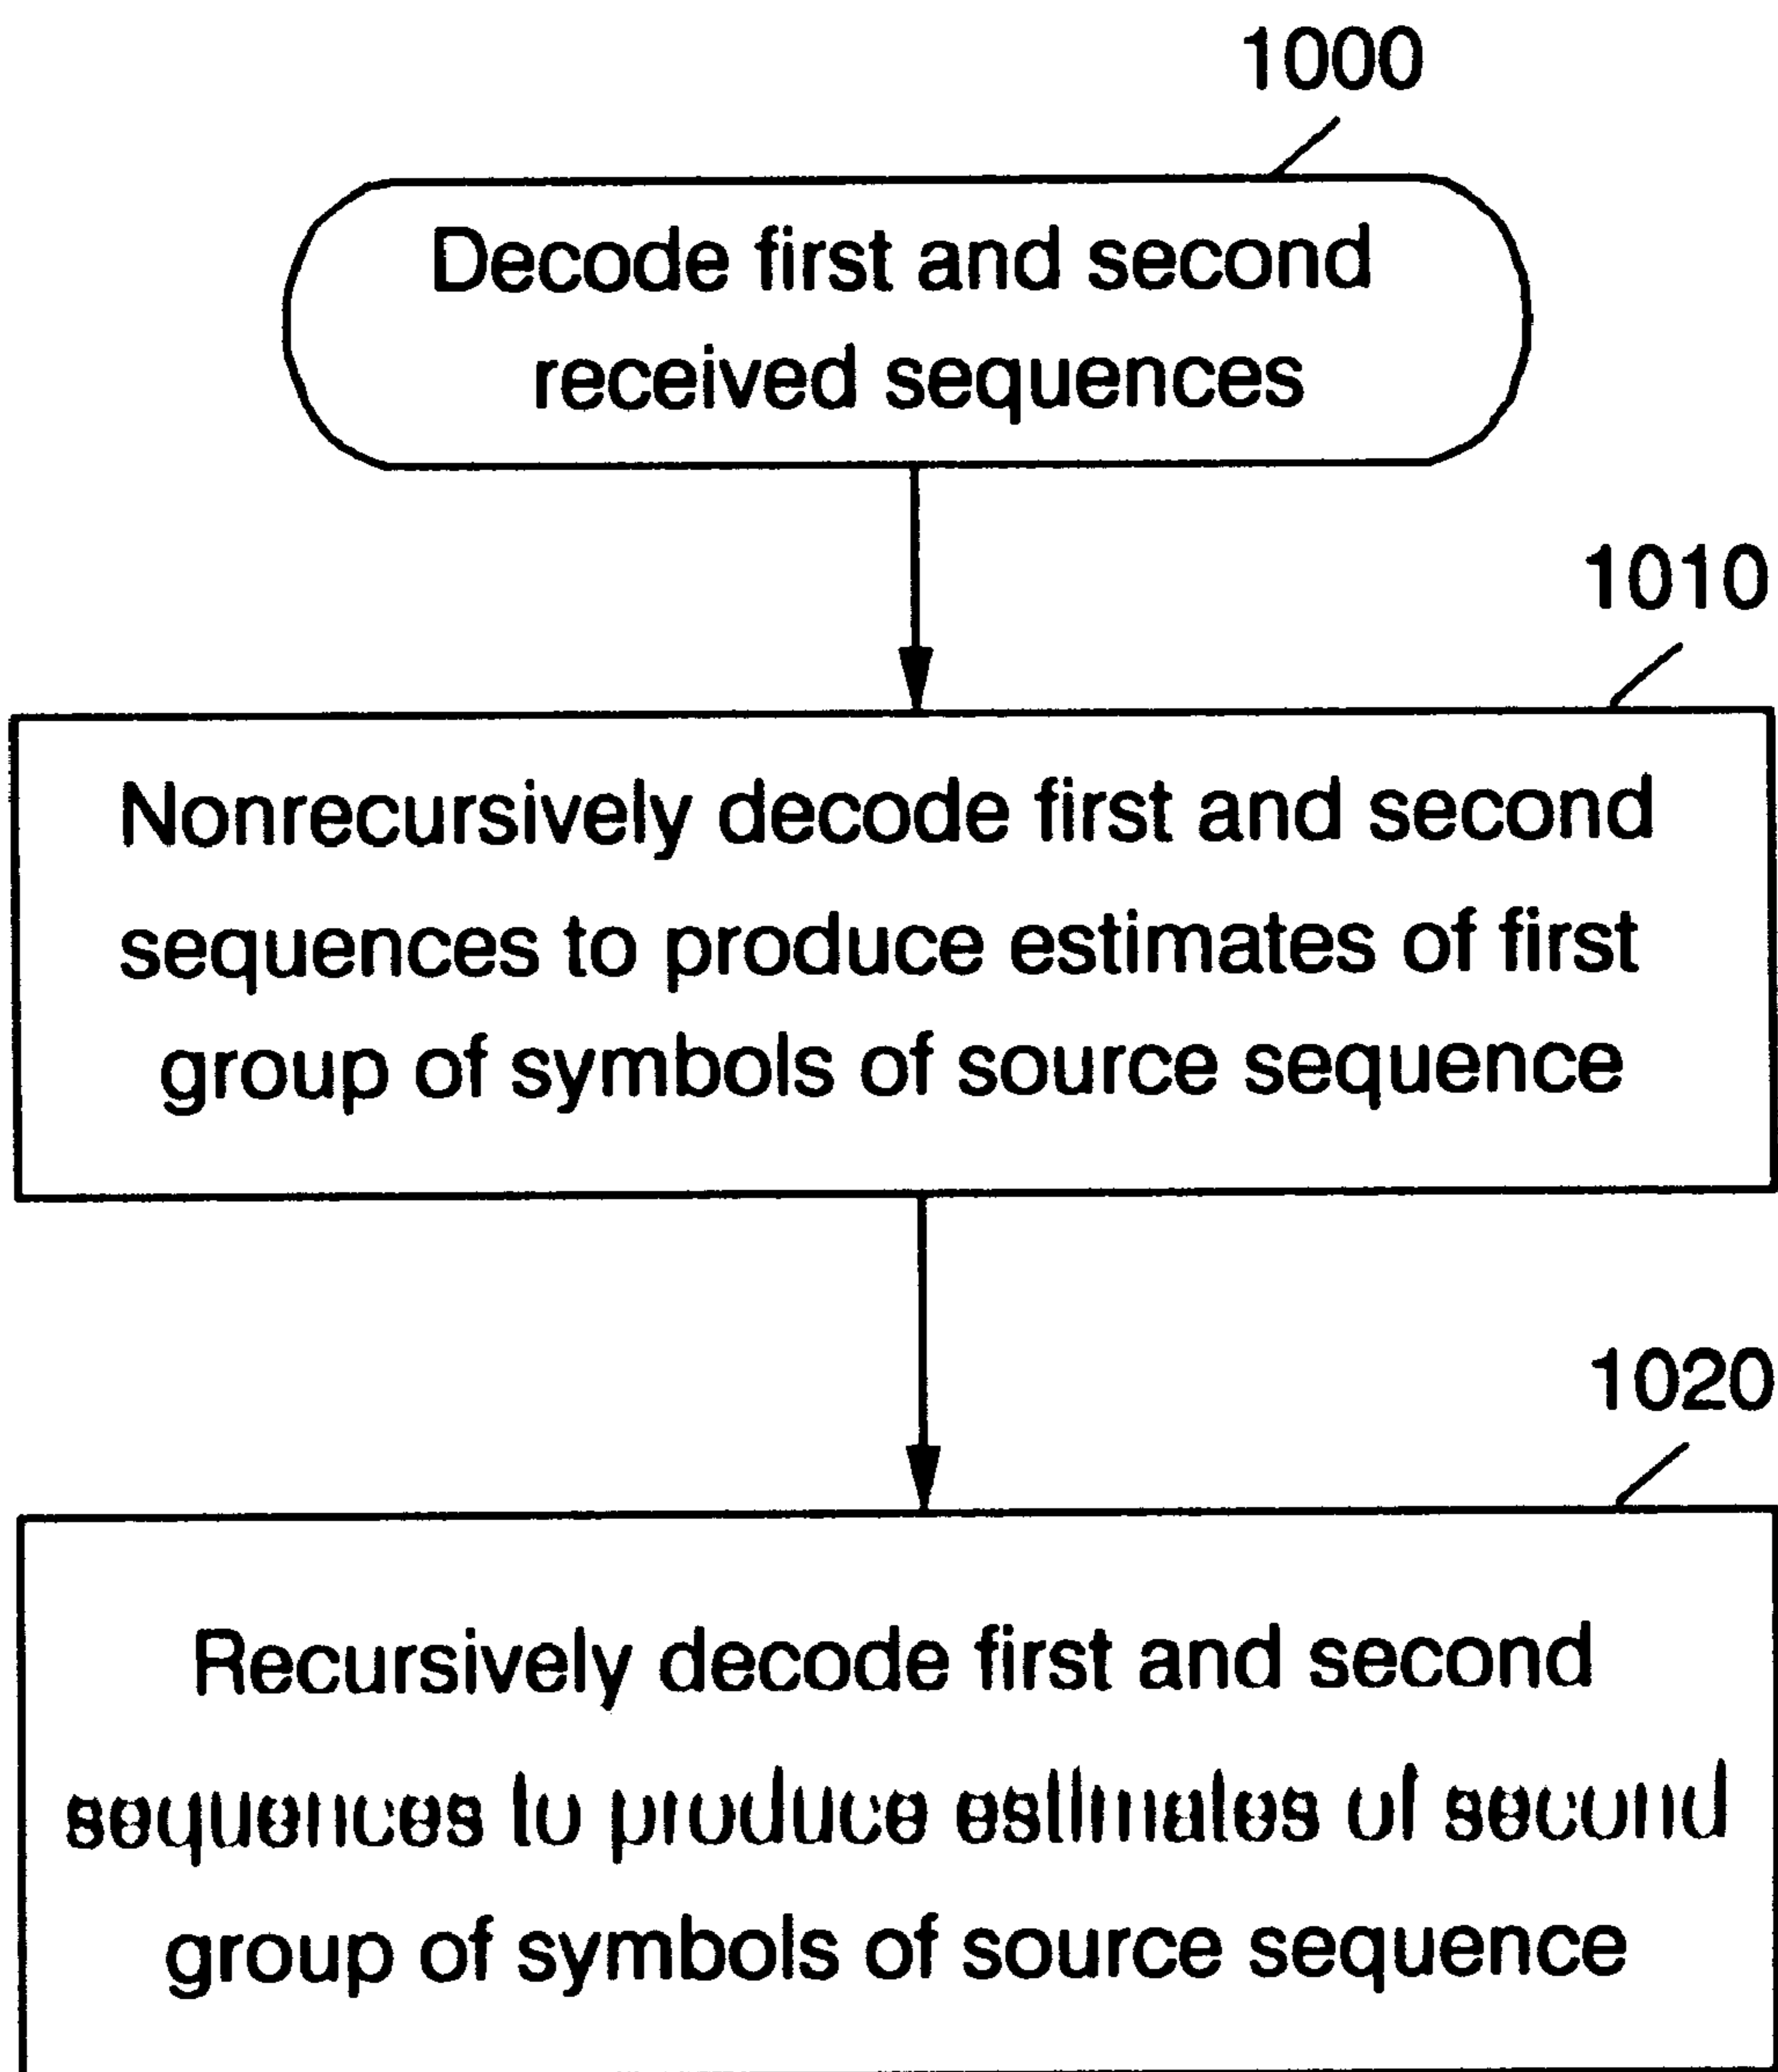 1000
Decode first and second
received sequences
1010
Nonrecursively decode first and second
sequences to produce estimates of first
group of symbols of source sequence
1020
Recursively decode first and second
sequences to produce estimates of second
group of symbols of source sequence